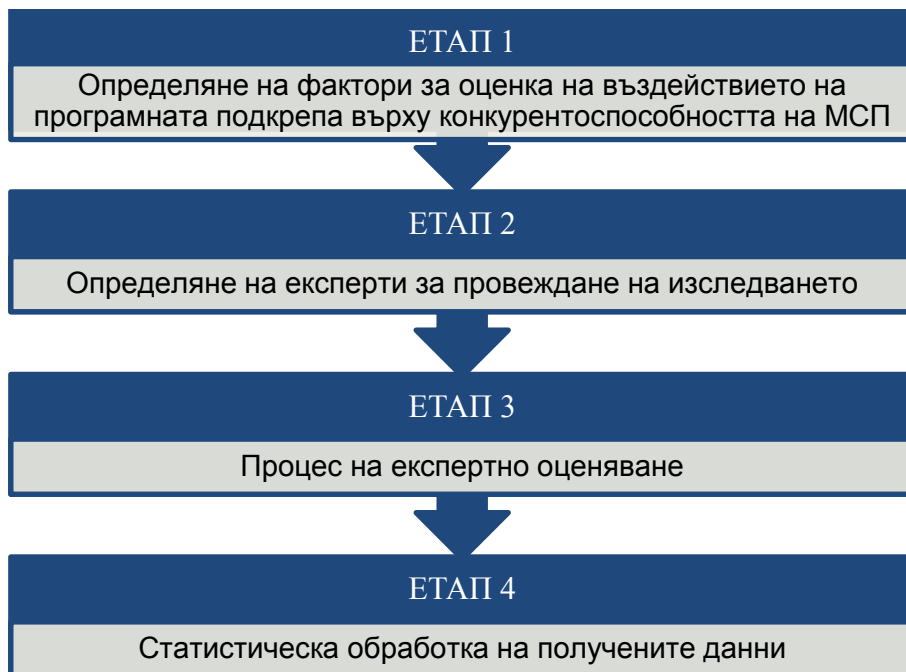 ЕТАП 1
Определяне на фактори за оценка на въздействието на
програмната подкрепа върху конкурентоспособността на МСП
ЕТАП 2
Определяне на експерти за провеждане на изследването
ЕТАП 3
Процес на експертно оценяване
ЕТАП 4
Статистическа обработка на получените данни